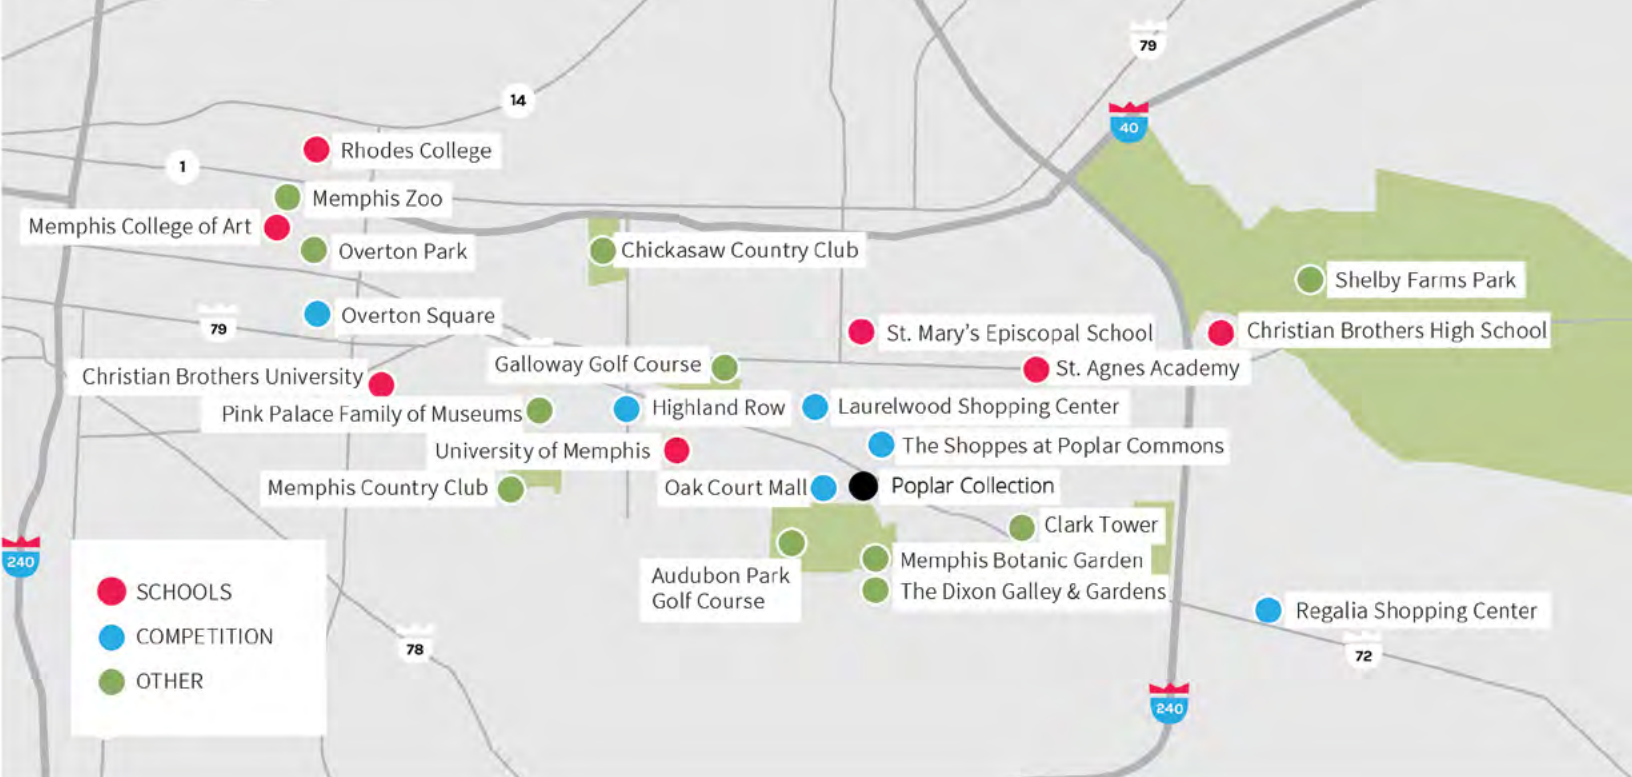 79
40
14
Rhodes College
1
Memphis Zoo
Memphis College of Art
Overton Park
Chickasaw Country Club
Shelby Farms Park
Overton Square
79
St. Mary's Episcopal School
Christian Brothers High School
Galloway Golf Course
St. Agnes Academy
Christian Brothers University
Pink Palace Family of Museums
Highland Row
Laurelwood Shopping Center
University of Memphis
The Shoppes at Poplar Commons
Memphis Country Club
Oak Court Mall
Poplar Collection
Clark Tower
240
Memphis Botanic Garden
Audubon Park
Golf Course
The Dixon Galley & Gardens
SCHOOLS
COMPETITION
OTHER
Regalia Shopping Center
78
72
240